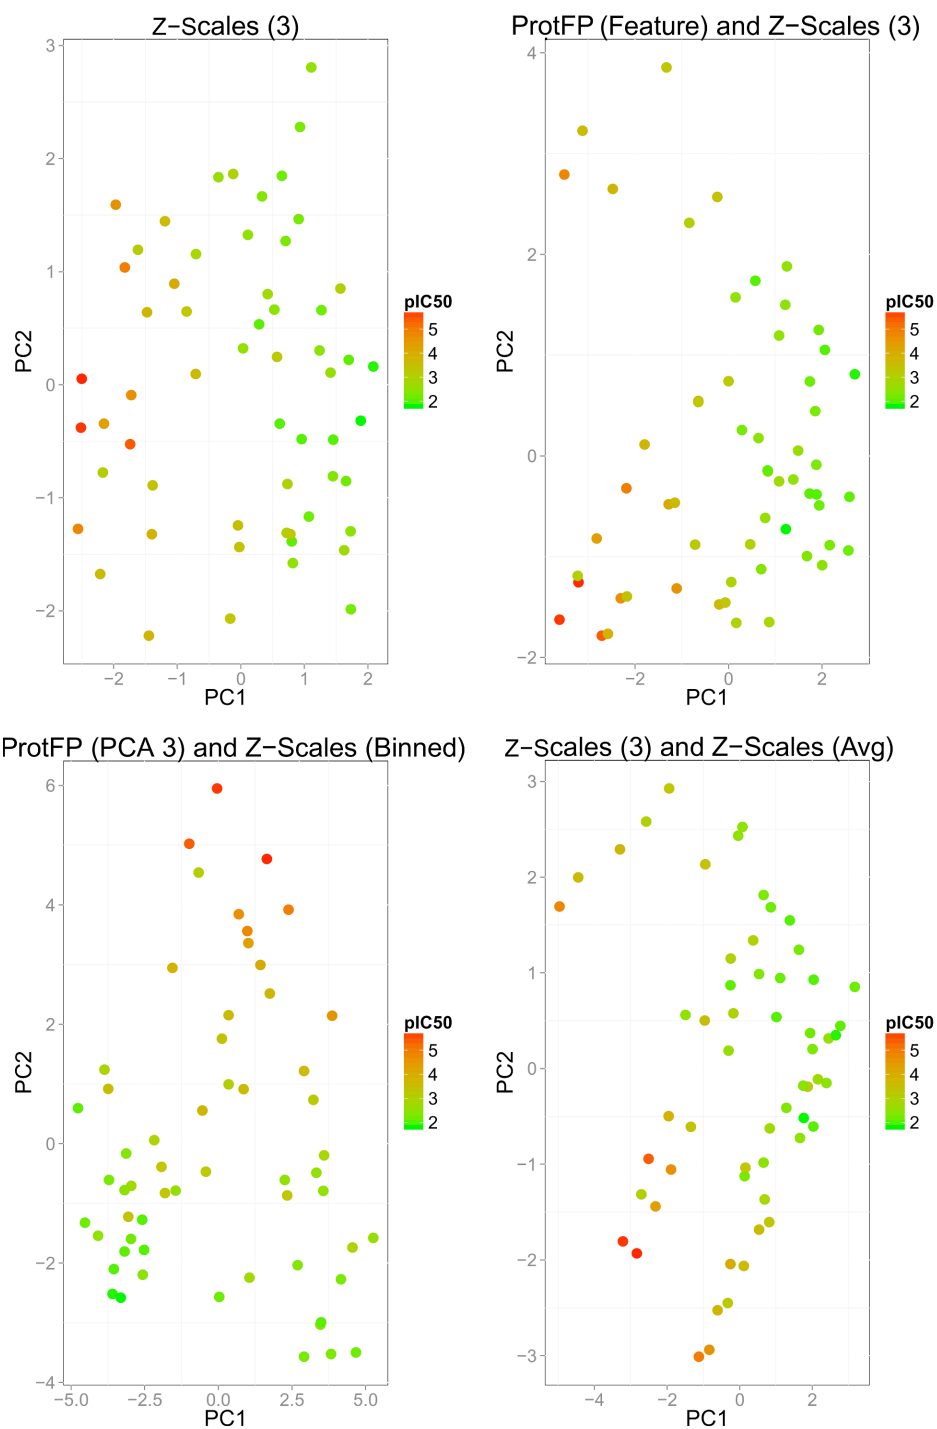 Z−Scales (3)
3
2
1
0
−1
−2
PC2
−2 −1 0 1 2
PC1
pIC50
5
4
3
2
ProtFP (Feature) and Z−Scales (3)
4
2
0
−2
PC2
−2 0 2
PC1
pIC50
5
4
3
2
ProtFP (PCA 3) and Z−Scales (Binned)
6
4
2
0
−2
−4
PC2
−5.0 −2.5 0.0 2.5 5.0
PC1
pIC50
5
4
3
2
Z−Scales (3) and Z−Scales (Avg)
3
2
1
0
−1
−2
−3
PC2
−4 −2 0 2
PC1
pIC50
5
4
3
2